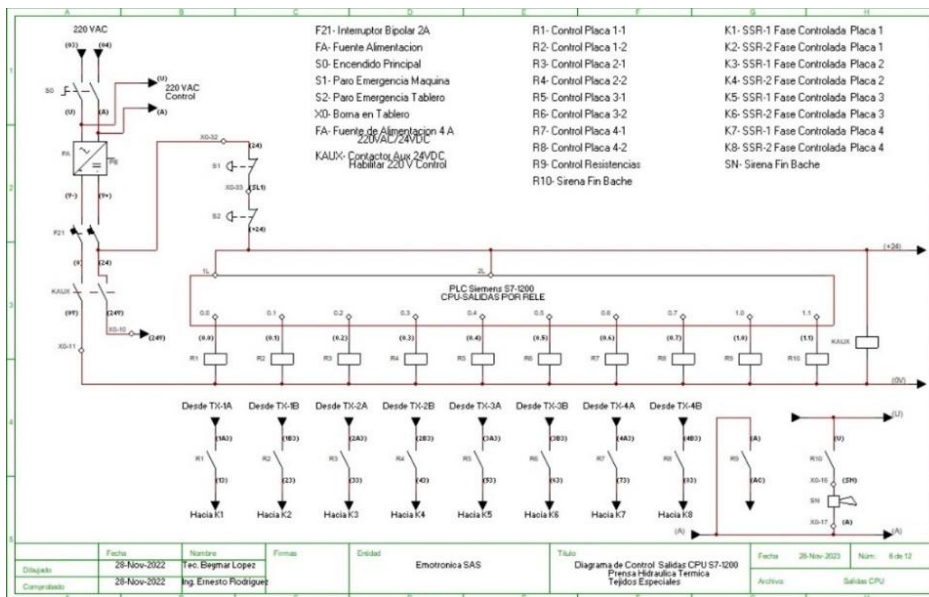 A B C D E F G H
220 VAC
(03) (04)
S0
(U)
220 VAC
Control
(U) (A)
(A)
FA
PE
(9-) (9+)
F21
(0) (24)
KAUX
(0V) (24V)
X0-10
(24V)
X0-11
X0-32
(24)
S1
X0-33
(SL1)
S2
(+24)
F21- Interruptor Bipolar 2A
FA- Fuente Alimentacion
S0- Encendido Principal
S1- Paro Emergencia Maquina
S2- Paro Emergencia Tablero
X0- Borna en Tablero
FA- Fuente de Alimentacion 4 A
220VAC/24VDC
KAUX- Contactor Aux 24VDC
Habilitar 220 V Control
R1- Control Placa 1-1
R2- Control Placa 1-2
R3- Control Placa 2-1
R4- Control Placa 2-2
R5- Control Placa 3-1
R6- Control Placa 3-2
R7- Control Placa 4-1
R8- Control Placa 4-2
R9- Control Resistencias
R10- Sirena Fin Bache
K1- SSR-1 Fase Controlada Placa 1
K2- SSR-2 Fase Controlada Placa 1
K3- SSR-1 Fase Controlada Placa 2
K4- SSR-2 Fase Controlada Placa 2
K5- SSR-1 Fase Controlada Placa 3
K6- SSR-2 Fase Controlada Placa 3
K7- SSR-1 Fase Controlada Placa 4
K8- SSR-2 Fase Controlada Placa 4
SN- Sirena Fin Bache
(+24)
1L 2L
PLC Siemens S7-1200
CPU-SALIDAS POR RELE
0.0 0.1 0.2 0.3 0.4 0.5 0.6 0.7 1.0 1.1
(0.0) (0.1) (0.2) (0.3) (0.4) (0.5) (0.6) (0.7) (1.0) (1.1)
R1 R2 R3 R4 R5 R6 R7 R8 R9 R10 KAUX
(0V)
Desde TX-1A Desde TX-1B Desde TX-2A Desde TX-2B Desde TX-3A Desde TX-3B Desde TX-4A Desde TX-4B
(U)
(1A3) (1B3) (2A3) (2B3) (3A3) (3B3) (4A3) (4B3) (A) (U)
R1 R2 R3 R4 R5 R6 R7 R8 R9 R10
(13) (23) (33) (43) (53) (63) (73) (83) (AC)
X0-16 (SN)
SN
X0-17 (A)
Hacia K1 Hacia K2 Hacia K3 Hacia K4 Hacia K5 Hacia K6 Hacia K7 Hacia K8
(A) (A)
1
2
3
4
5
Fecha Nombre Firmas Entidad Título
Dibujado 28-Nov-2022 Tec. Beymar Lopez
Comprobado 28-Nov-2022 Ing. Ernesto Rodriguez
Emotronica SAS
Diagrama de Control Salidas CPU S7-1200
Prensa Hidraulica Termica
Tejidos Especiales
Fecha 28-Nov-2023 Núm: 6 de 12
Archivo Salidas CPU